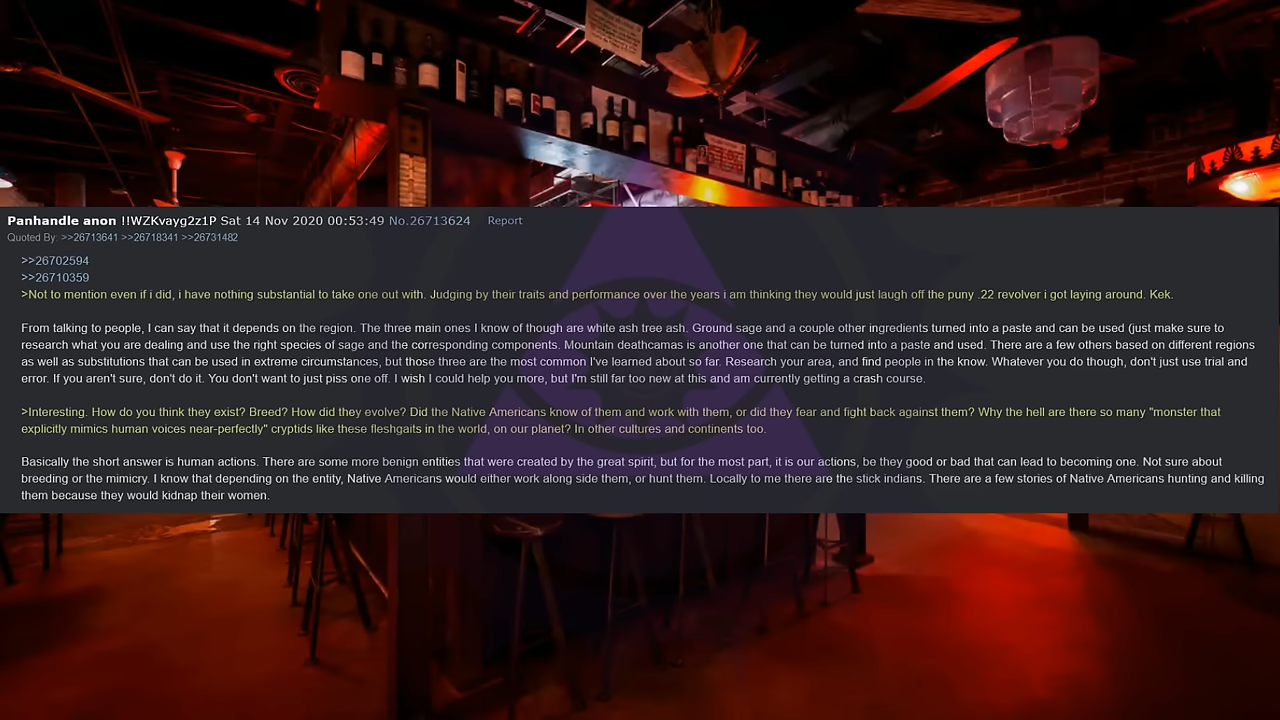 Panhandle anon !!WZKvayg2z1P Sat 14 Nov 2020 00:53:49 No.26713624 Report
Quoted By: >>26713641 >>26718341 >>26731482
>>26702594
>>26710359
>Not to mention even if i did, i have nothing substantial to take one out with. Judging by their traits and performance over the years i am thinking they would just laugh off the puny .22 revolver i got laying around. Kek.
From talking to people, I can say that it depends on the region. The three main ones I know of though are white ash tree ash. Ground sage and a couple other ingredients turned into a paste and can be used (just make sure to
research what you are dealing and use the right species of sage and the corresponding components. Mountain deathcamas is another one that can be turned into a paste and used. There are a few others based on different regions
as well as substitutions that can be used in extreme circumstances, but those three are the most common I've learned about so far. Research your area, and find people in the know. Whatever you do though, don't just use trial and
error. If you aren't sure, don't do it. You don't want to just piss one off. I wish I could help you more, but I'm still far too new at this and am currently getting a crash course.
>Interesting. How do you think they exist? Breed? How did they evolve? Did the Native Americans know of them and work with them, or did they fear and fight back against them? Why the hell are there so many "monster that
explicitly mimics human voices near-perfectly" cryptids like these fleshgaits in the world, on our planet? In other cultures and continents too.
Basically the short answer is human actions. There are some more benign entities that were created by the great spirit, but for the most part, it is our actions, be they good or bad that can lead to becoming one. Not sure about
breeding or the mimicry. I know that depending on the entity, Native Americans would either work along side them, or hunt them. Locally to me there are the stick indians. There are a few stories of Native Americans hunting and killing
them because they would kidnap their women.